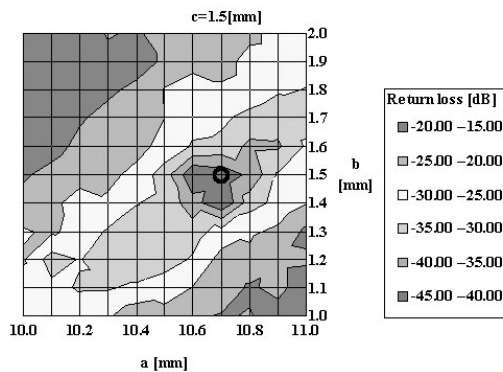 c=1.5[mm]
2.0
1.9
1.8
1.7
1.6
1.5
1.4
1.3
1.2
1.1
1.0
b
[mm]
10.0 10.2 10.4 10.6 10.8 11.0
a [mm]
Return loss [dB]
-20.00 –15.00
-25.00 –20.00
-30.00 –25.00
-35.00 –30.00
-40.00 –35.00
-45.00 –40.00